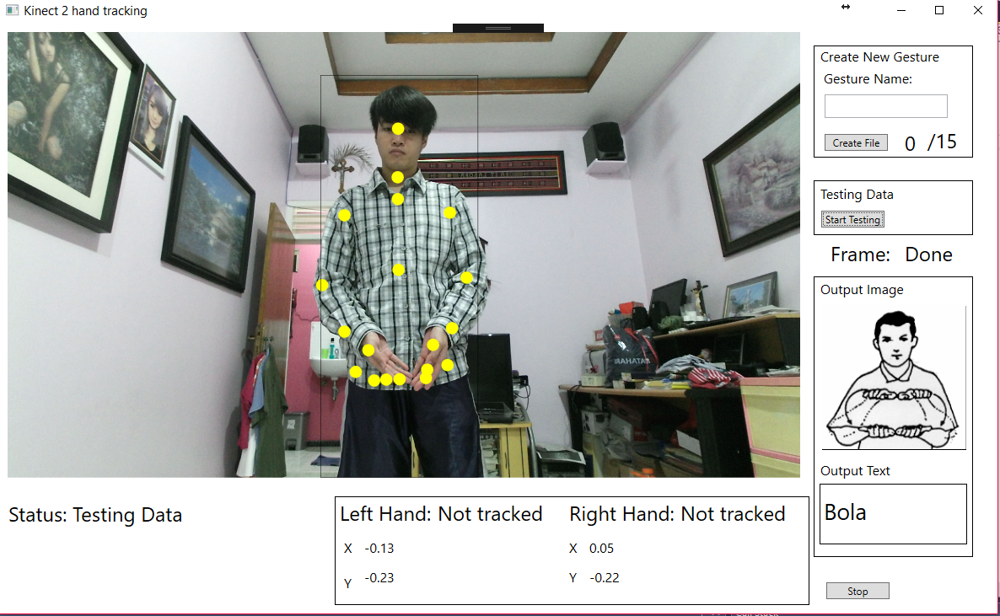 Kinect 2 hand tracking
Create New Gesture
Gesture Name:
Create File
0 /15
Testing Data
Start Testing
Frame: Done
Output Image
Output Text
Bola
Status: Testing Data
Left Hand: Not tracked
X -0.13
Y -0.23
Right Hand: Not tracked
X 0.05
Y -0.22
Stop